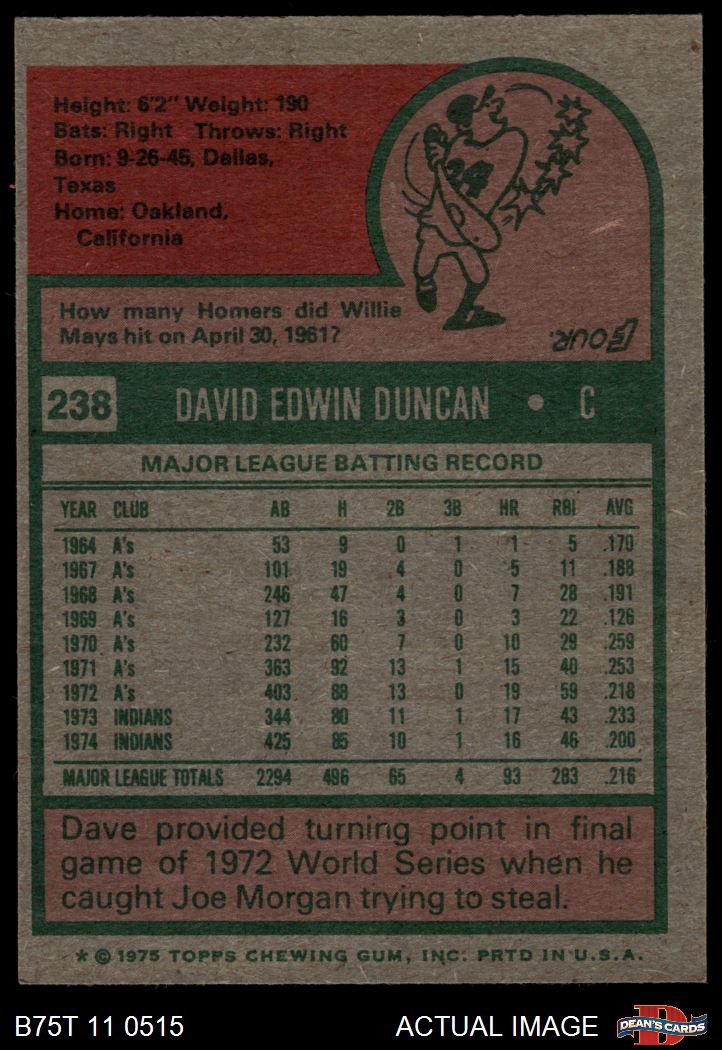 Height: 6'2" Weight: 190
Bats: Right Throws: Right
Born: 9-26-45, Dallas,
Texas
Home: Oakland,
California
24
How many Homers did Willie
Mays hit on April 30, 1961?
FOUR.
238 DAVID EDWIN DUNCAN • C
MAJOR LEAGUE BATTING RECORD
YEAR CLUB AB H 2B 3B HR RBI AVG
1964 A's 53 9 0 1 1 5 .170
1967 A's 101 19 4 0 5 11 .188
1968 A's 246 47 4 0 7 28 .191
1969 A's 127 16 3 0 3 22 .126
1970 A's 232 60 7 0 10 29 .259
1971 A's 363 92 13 1 15 40 .253
1972 A's 403 88 13 0 19 59 .218
1973 INDIANS 344 80 11 1 17 43 .233
1974 INDIANS 425 85 10 1 16 46 .200
MAJOR LEAGUE TOTALS 2294 496 65 4 93 283 .216
Dave provided turning point in final
game of 1972 World Series when he
caught Joe Morgan trying to steal.
* © 1975 TOPPS CHEWING GUM, INC. PRTD IN U.S.A.
B75T 11 0515 ACTUAL IMAGE D DEAN'S CARDS